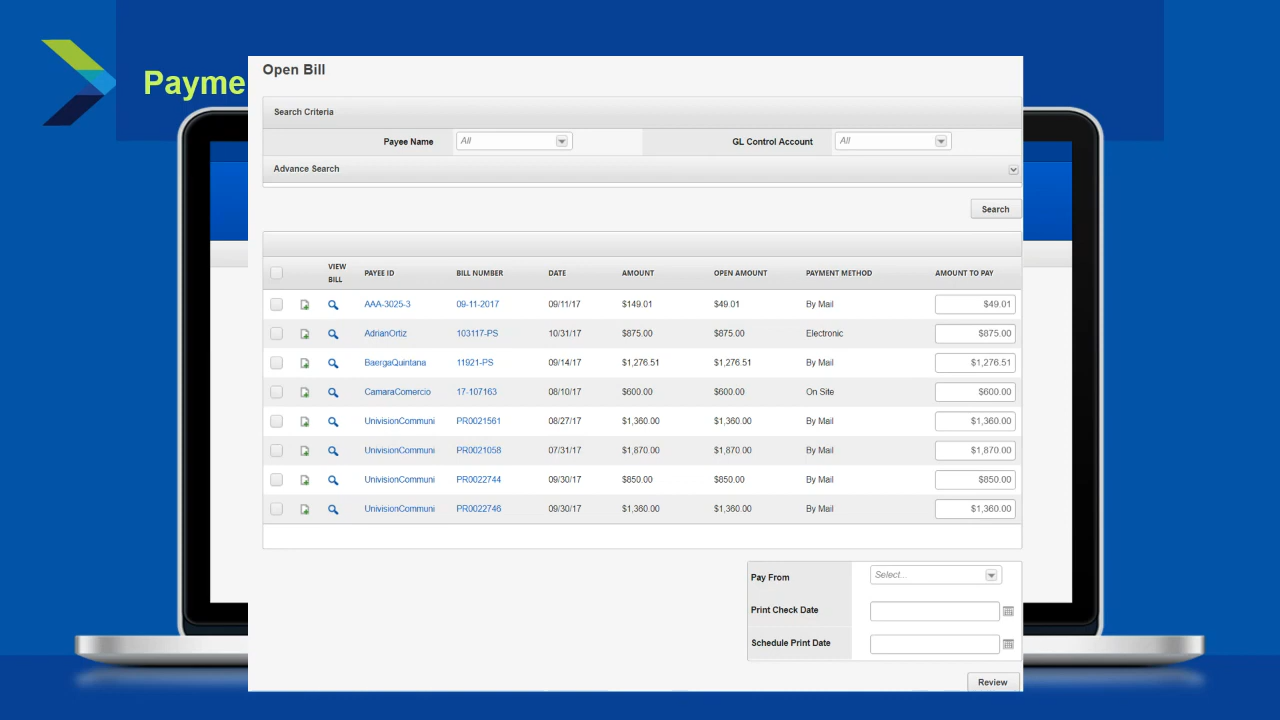 Payme
Open Bill
Search Criteria
Payee Name All GL Control Account All
Advance Search
Search
VIEW BILL PAYEE ID BILL NUMBER DATE AMOUNT OPEN AMOUNT PAYMENT METHOD AMOUNT TO PAY
AAA-3025-3 09-11-2017 09/11/17 $149.01 $49.01 By Mail $49.01
AdrianOrtiz 103117-PS 10/31/17 $875.00 $875.00 Electronic $875.00
BaergaQuintana 11921-PS 09/14/17 $1,276.51 $1,276.51 By Mail $1,276.51
CamaraComercio 17-107163 08/10/17 $600.00 $600.00 On Site $600.00
UnivisionCommuni PR0021561 08/27/17 $1,360.00 $1,360.00 By Mail $1,360.00
UnivisionCommuni PR0021058 07/31/17 $1,870.00 $1,870.00 By Mail $1,870.00
UnivisionCommuni PR0022744 09/30/17 $850.00 $850.00 By Mail $850.00
UnivisionCommuni PR0022746 09/30/17 $1,360.00 $1,360.00 By Mail $1,360.00
Pay From Select...
Print Check Date
Schedule Print Date
Review